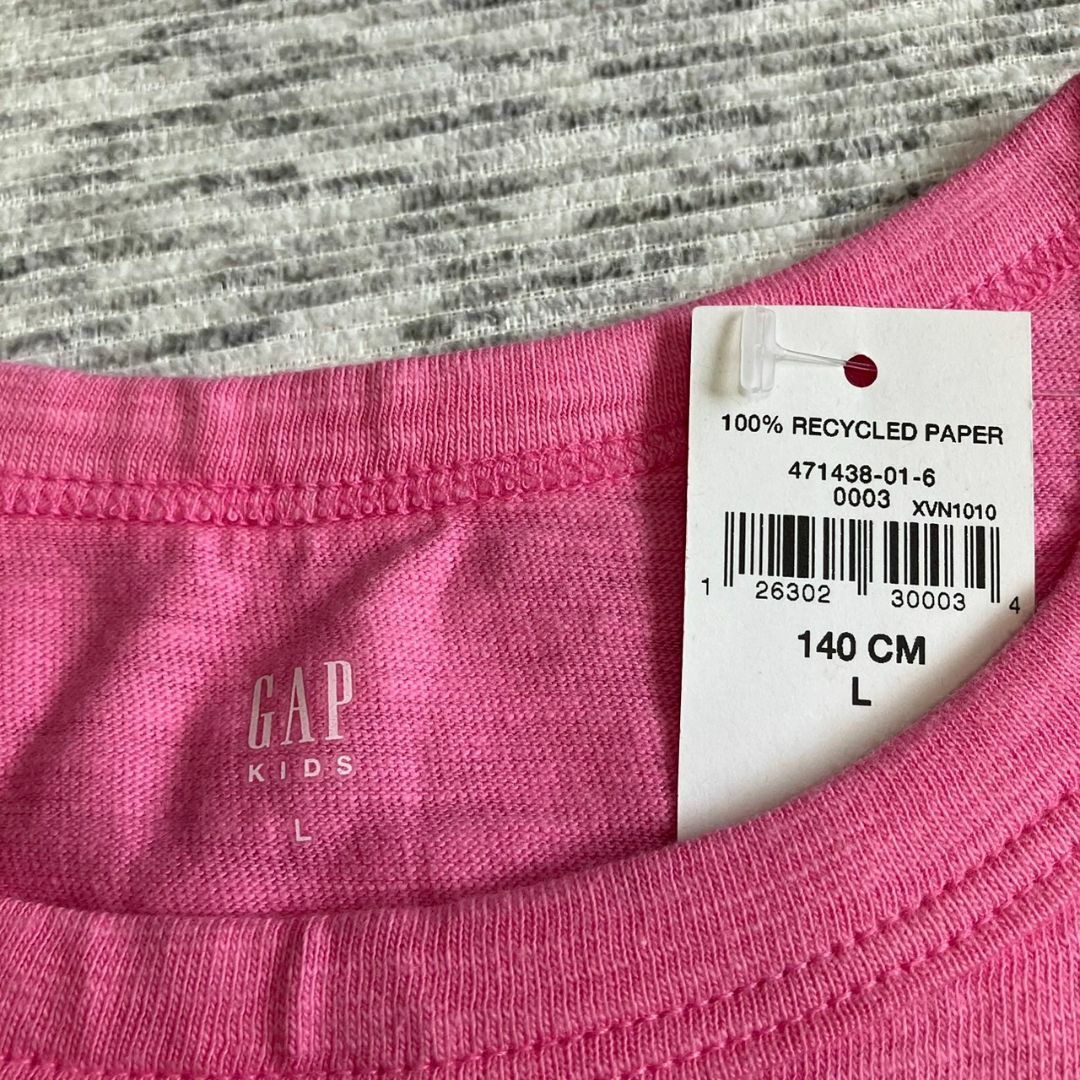 100% RECYCLED PAPER
471438-01-6
0003 XVN1010
1 26302 30003 4
140 CM
L
GAP
KIDS
L